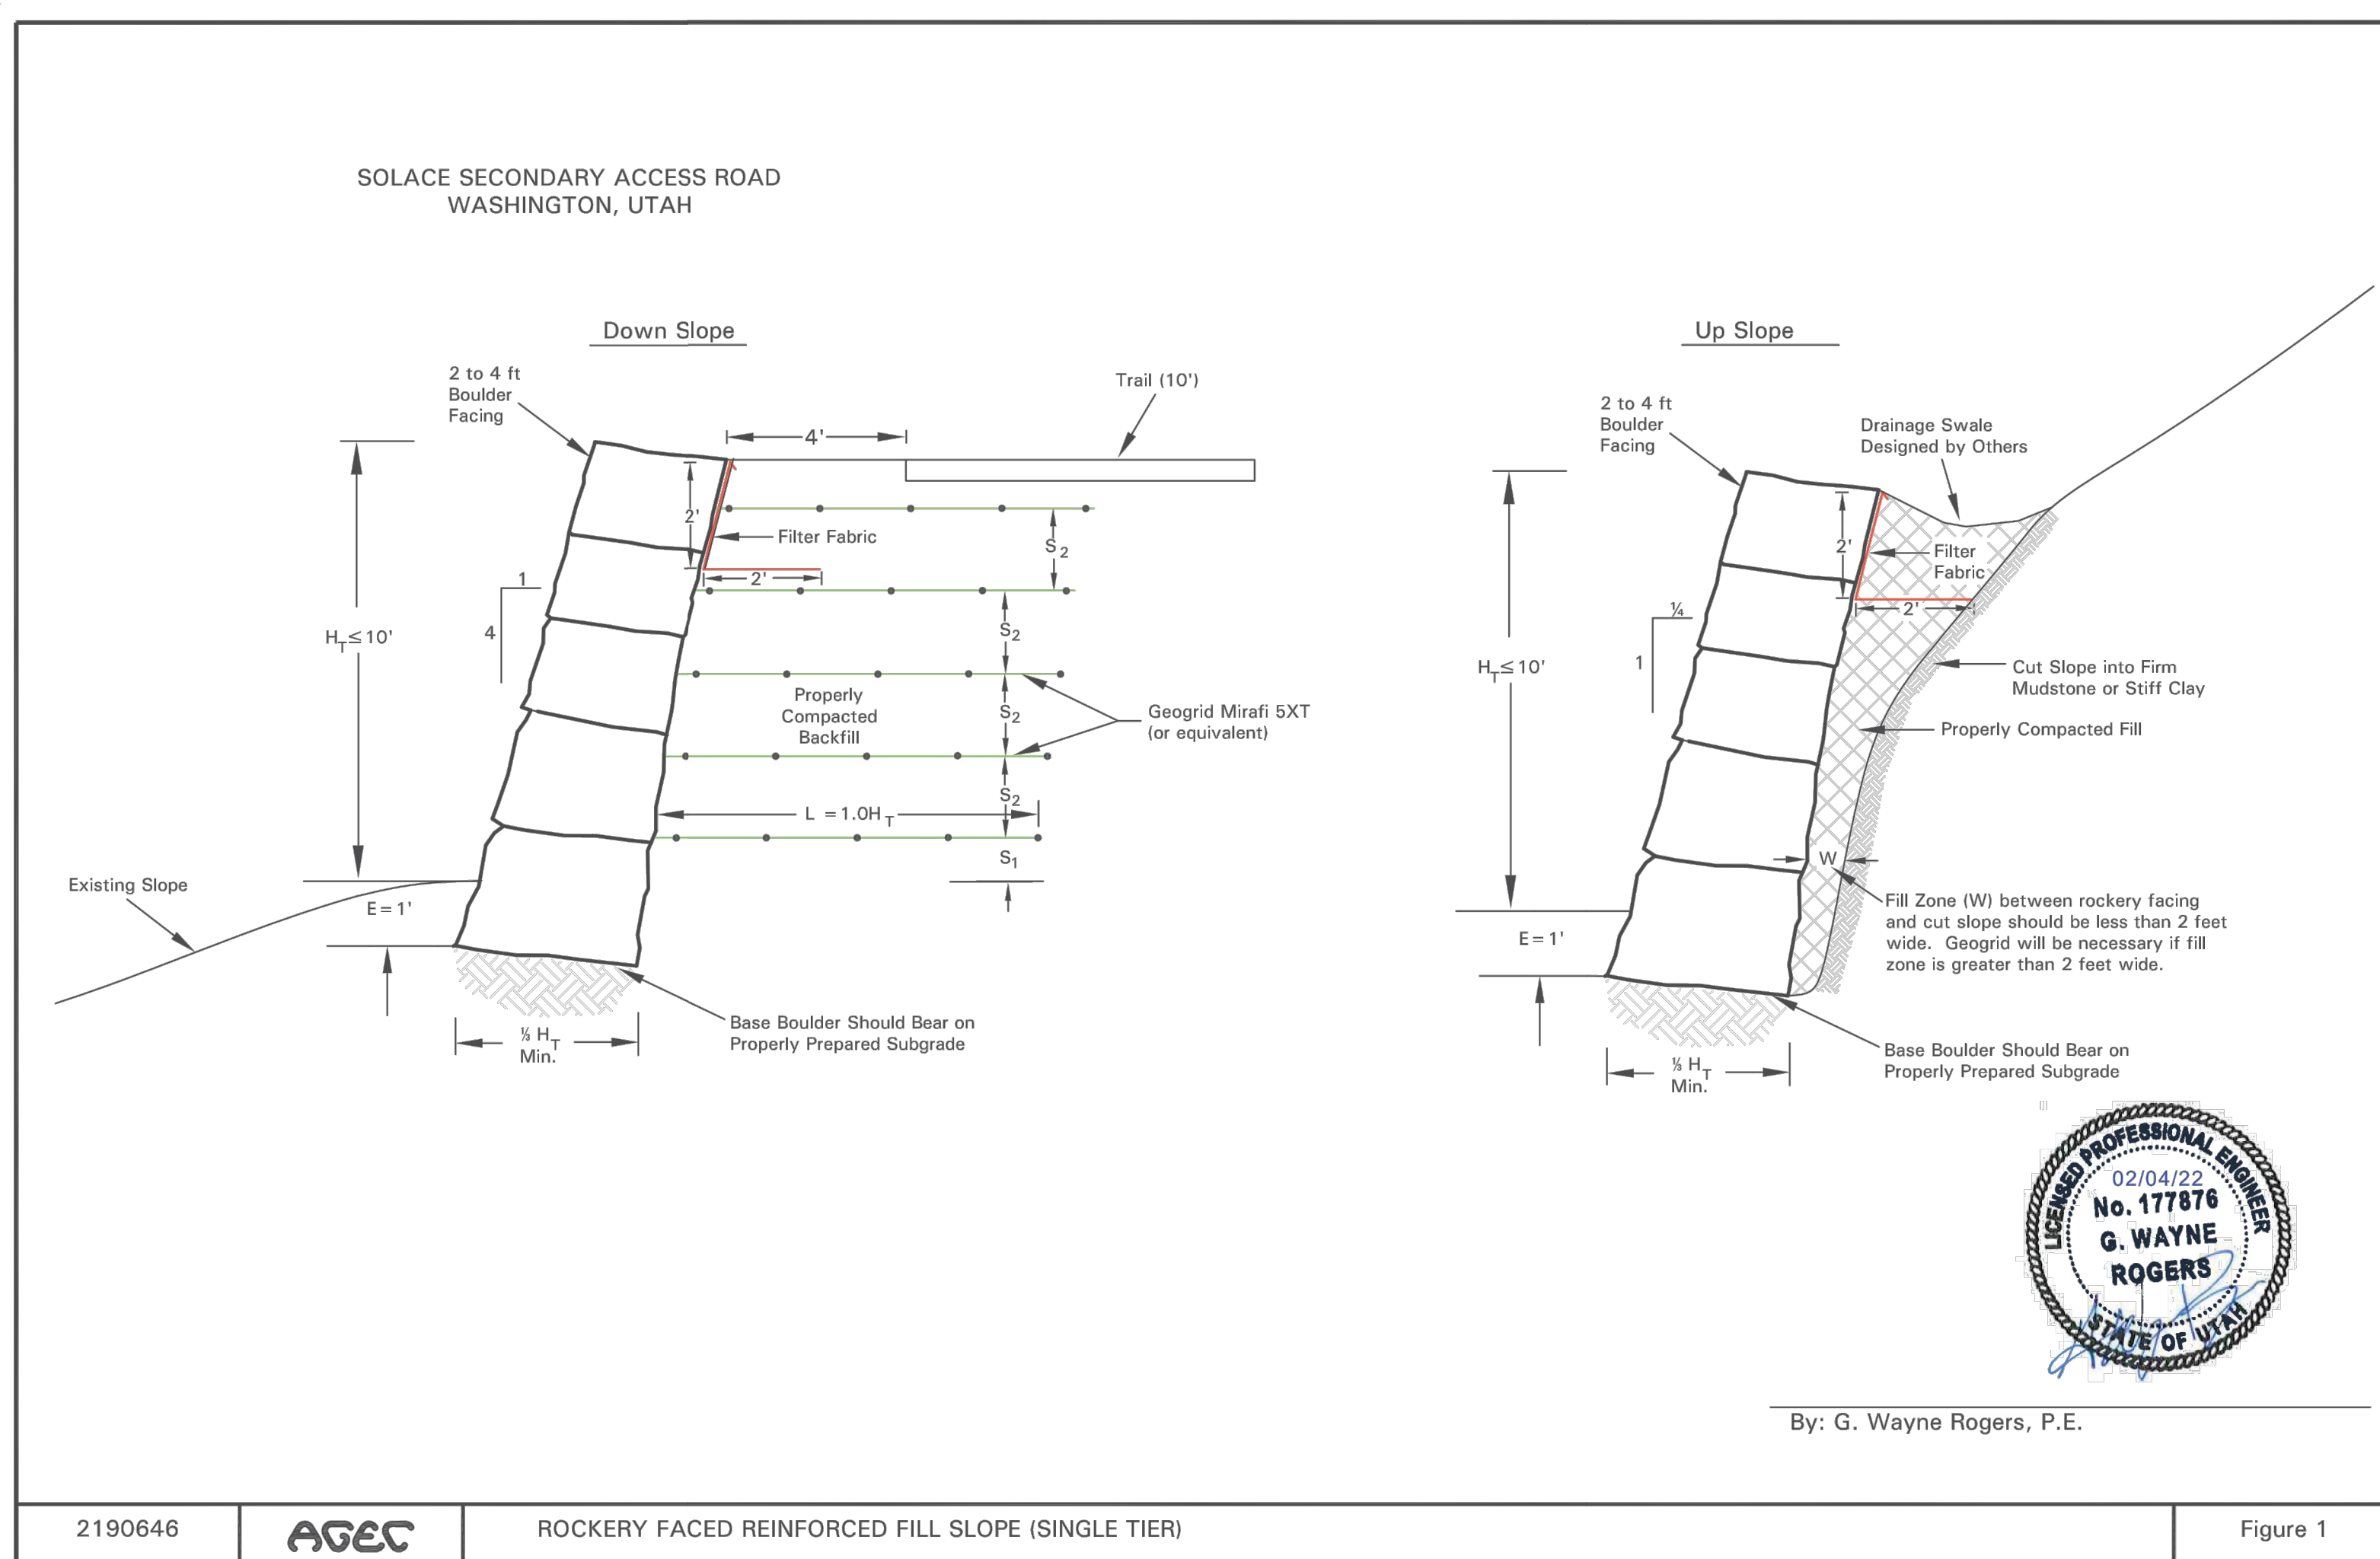 SOLACE SECONDARY ACCESS ROAD
WASHINGTON, UTAH
Down Slope
2 to 4 ft
Boulder
Facing
Trail (10')
4'
2'
Filter Fabric
2'
S2
1
4
HT ≤ 10'
S2
S2
S2
Properly
Compacted
Backfill
Geogrid Mirafi 5XT
(or equivalent)
L = 1.0HT
S1
Existing Slope
E = 1'
⅓ HT
Min.
Base Boulder Should Bear on
Properly Prepared Subgrade
Up Slope
2 to 4 ft
Boulder
Facing
Drainage Swale
Designed by Others
2'
Filter
Fabric
2'
¼
1
HT ≤ 10'
Cut Slope into Firm
Mudstone or Stiff Clay
Properly Compacted Fill
W
Fill Zone (W) between rockery facing
and cut slope should be less than 2 feet
wide. Geogrid will be necessary if fill
zone is greater than 2 feet wide.
E = 1'
⅓ HT
Min.
Base Boulder Should Bear on
Properly Prepared Subgrade
LICENSED PROFESSIONAL ENGINEER
02/04/22
No. 177876
G. WAYNE
ROGERS
STATE OF UTAH
By: G. Wayne Rogers, P.E.
2190646
AGEC
ROCKERY FACED REINFORCED FILL SLOPE (SINGLE TIER)
Figure 1